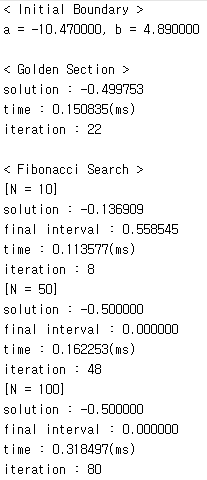 < Initial Boundary >
a = -10.470000, b = 4.890000
< Golden Section >
solution : -0.499753
time : 0.150835(ms)
iteration : 22
< Fibonacci Search >
[N = 10]
solution : -0.136909
final interval : 0.558545
time : 0.113577(ms)
iteration : 8
[N = 50]
solution : -0.500000
final interval : 0.000000
time : 0.162253(ms)
iteration : 48
[N = 100]
solution : -0.500000
final interval : 0.000000
time : 0.318497(ms)
iteration : 80